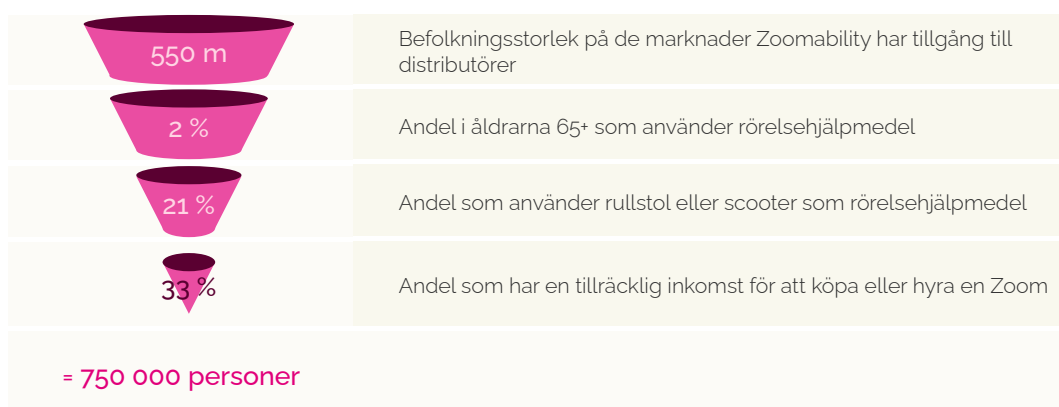 550 m
Befolkningsstorlek på de marknader Zoomability har tillgång till
distributörer
2 %
Andel i åldrarna 65+ som använder rörelsehjälpmedel
21 %
Andel som använder rullstol eller scooter som rörelsehjälpmedel
33 %
Andel som har en tillräcklig inkomst för att köpa eller hyra en Zoom
= 750 000 personer